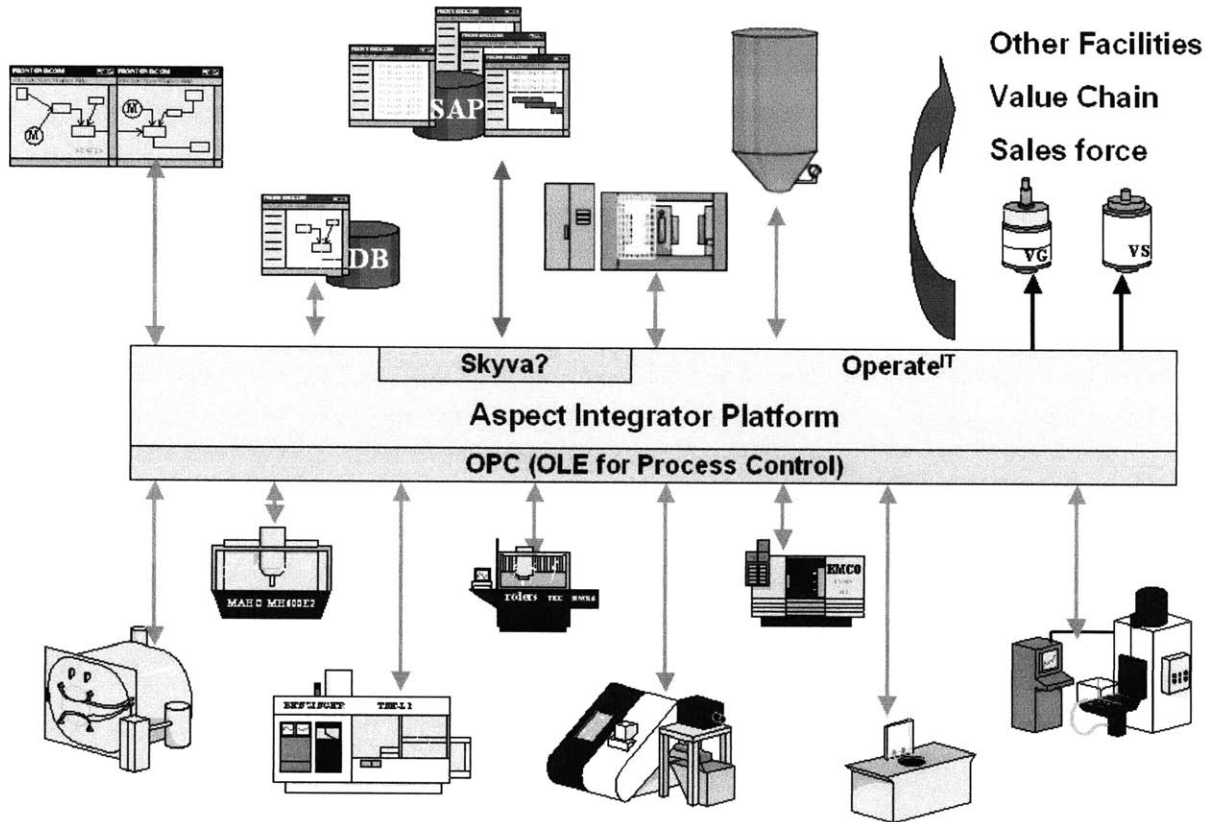 Other Facilities
Value Chain
Sales force
SAP
DB
VG
VS
M
M
Skyva?
Operate^IT
Aspect Integrator Platform
OPC (OLE for Process Control)
MAHO MH600E2
EMCO